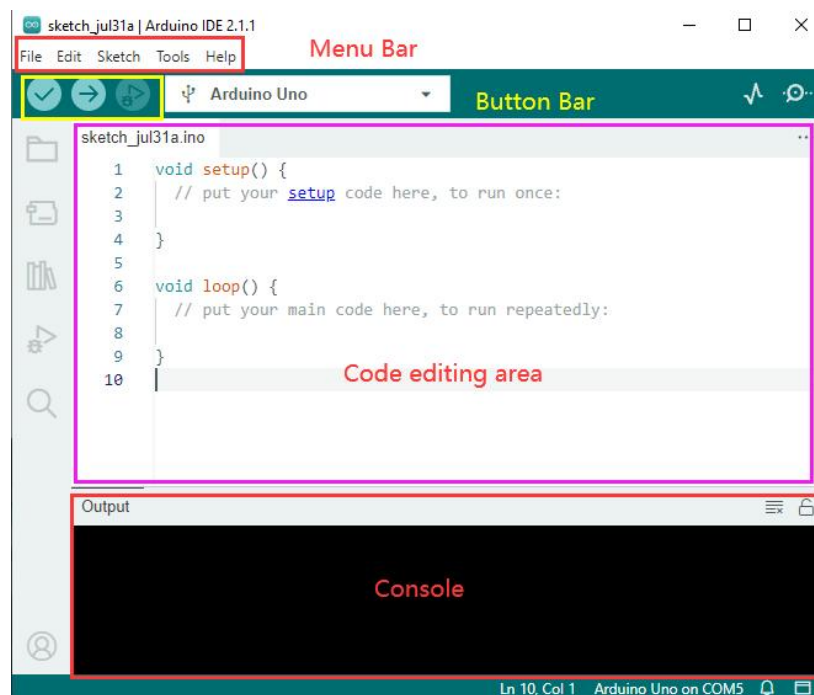 sketch_jul31a | Arduino IDE 2.1.1
File Edit Sketch Tools Help
Menu Bar
Arduino Uno
Button Bar
sketch_jul31a.ino
1 void setup() {
2 // put your setup code here, to run once:
3
4 }
5
6 void loop() {
7 // put your main code here, to run repeatedly:
8
9 }
10
Code editing area
Output
Console
Ln 10, Col 1 Arduino Uno on COM5